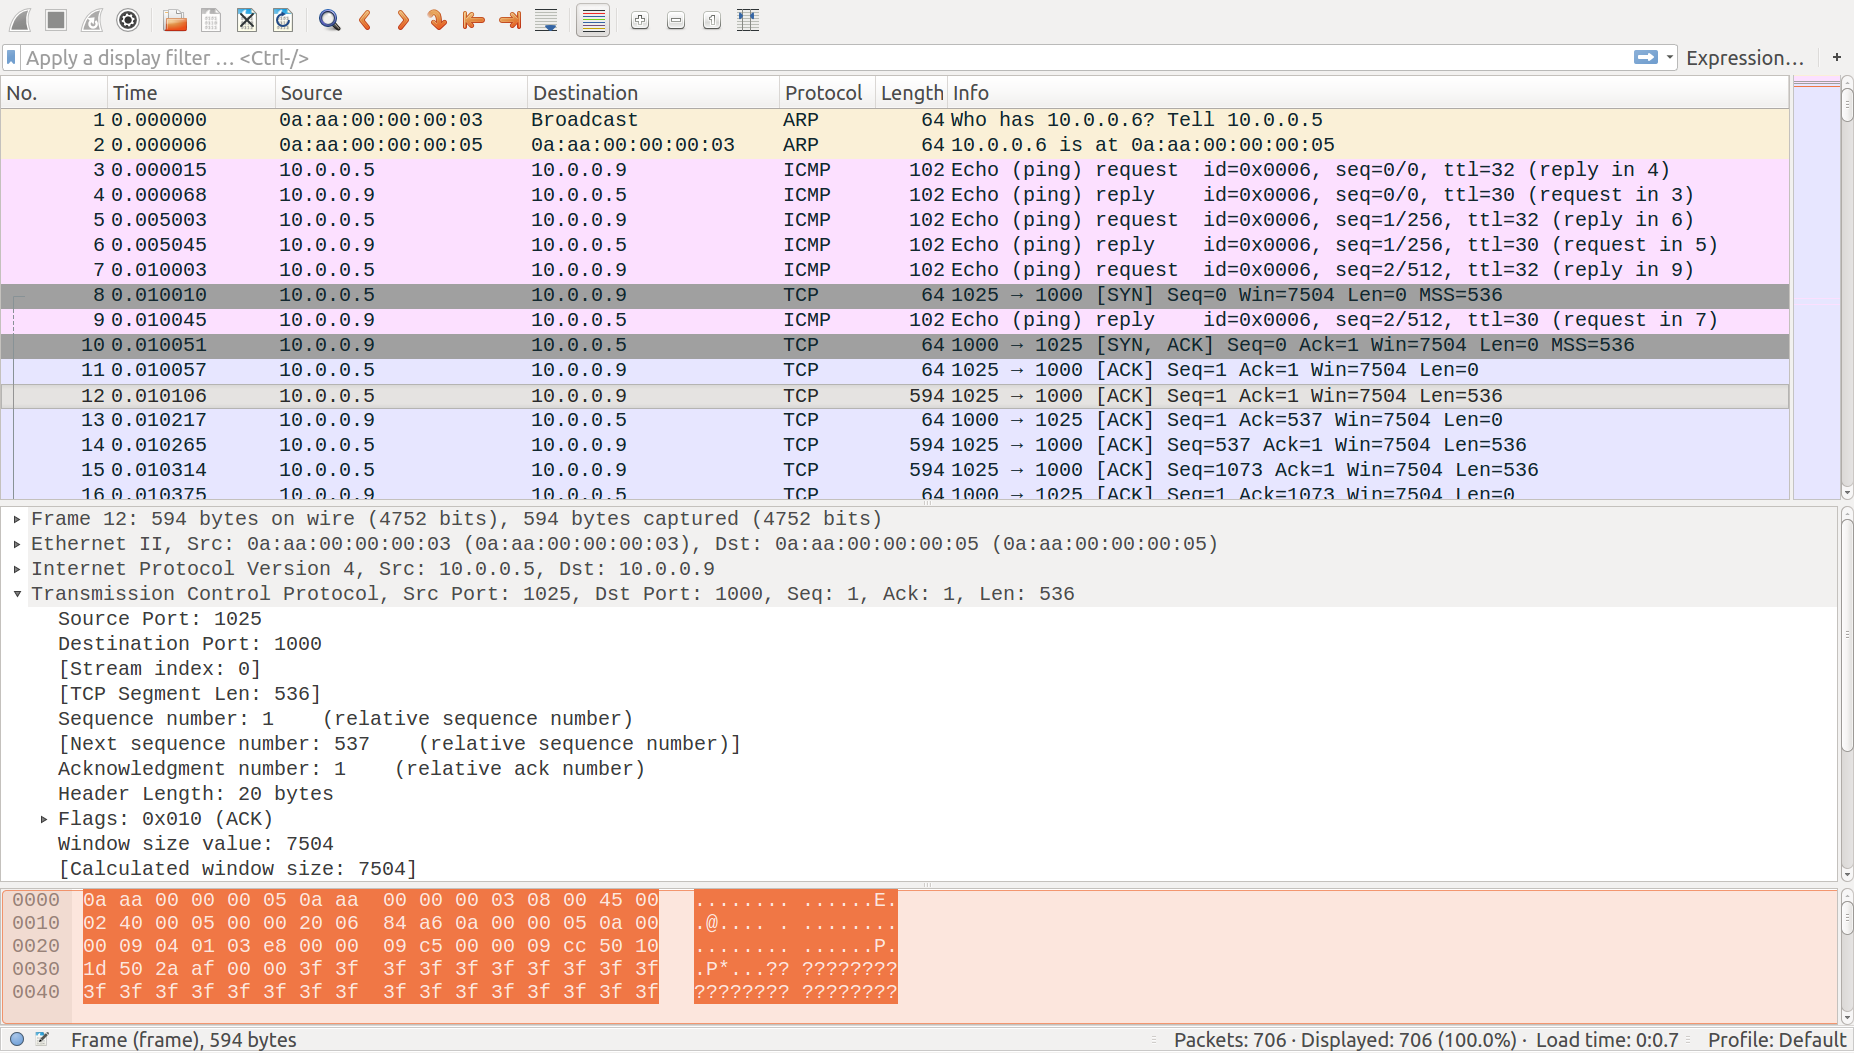 Apply a display filter … <Ctrl-/> Expression… +
No. Time Source Destination Protocol Length Info
1 0.000000 0a:aa:00:00:00:03 Broadcast ARP 64 Who has 10.0.0.6? Tell 10.0.0.5
2 0.000006 0a:aa:00:00:00:05 0a:aa:00:00:00:03 ARP 64 10.0.0.6 is at 0a:aa:00:00:00:05
3 0.000015 10.0.0.5 10.0.0.9 ICMP 102 Echo (ping) request id=0x0006, seq=0/0, ttl=32 (reply in 4)
4 0.000068 10.0.0.9 10.0.0.5 ICMP 102 Echo (ping) reply id=0x0006, seq=0/0, ttl=30 (request in 3)
5 0.005003 10.0.0.5 10.0.0.9 ICMP 102 Echo (ping) request id=0x0006, seq=1/256, ttl=32 (reply in 6)
6 0.005045 10.0.0.9 10.0.0.5 ICMP 102 Echo (ping) reply id=0x0006, seq=1/256, ttl=30 (request in 5)
7 0.010003 10.0.0.5 10.0.0.9 ICMP 102 Echo (ping) request id=0x0006, seq=2/512, ttl=32 (reply in 9)
8 0.010010 10.0.0.5 10.0.0.9 TCP 64 1025 → 1000 [SYN] Seq=0 Win=7504 Len=0 MSS=536
9 0.010045 10.0.0.9 10.0.0.5 ICMP 102 Echo (ping) reply id=0x0006, seq=2/512, ttl=30 (request in 7)
10 0.010051 10.0.0.9 10.0.0.5 TCP 64 1000 → 1025 [SYN, ACK] Seq=0 Ack=1 Win=7504 Len=0 MSS=536
11 0.010057 10.0.0.5 10.0.0.9 TCP 64 1025 → 1000 [ACK] Seq=1 Ack=1 Win=7504 Len=0
12 0.010106 10.0.0.5 10.0.0.9 TCP 594 1025 → 1000 [ACK] Seq=1 Ack=1 Win=7504 Len=536
13 0.010217 10.0.0.9 10.0.0.5 TCP 64 1000 → 1025 [ACK] Seq=1 Ack=537 Win=7504 Len=0
14 0.010265 10.0.0.5 10.0.0.9 TCP 594 1025 → 1000 [ACK] Seq=537 Ack=1 Win=7504 Len=536
15 0.010314 10.0.0.5 10.0.0.9 TCP 594 1025 → 1000 [ACK] Seq=1073 Ack=1 Win=7504 Len=536
16 0.010375 10.0.0.9 10.0.0.5 TCP 64 1000 → 1025 [ACK] Seq=1 Ack=1073 Win=7504 Len=0
Frame 12: 594 bytes on wire (4752 bits), 594 bytes captured (4752 bits)
Ethernet II, Src: 0a:aa:00:00:00:03 (0a:aa:00:00:00:03), Dst: 0a:aa:00:00:00:05 (0a:aa:00:00:00:05)
Internet Protocol Version 4, Src: 10.0.0.5, Dst: 10.0.0.9
Transmission Control Protocol, Src Port: 1025, Dst Port: 1000, Seq: 1, Ack: 1, Len: 536
Source Port: 1025
Destination Port: 1000
[Stream index: 0]
[TCP Segment Len: 536]
Sequence number: 1 (relative sequence number)
[Next sequence number: 537 (relative sequence number)]
Acknowledgment number: 1 (relative ack number)
Header Length: 20 bytes
Flags: 0x010 (ACK)
Window size value: 7504
[Calculated window size: 7504]
0000 0a aa 00 00 00 05 0a aa 00 00 00 03 08 00 45 00 ........ ......E.
0010 02 40 00 05 00 00 20 06 84 a6 0a 00 00 05 0a 00 .@.... . ........
0020 00 09 04 01 03 e8 00 00 09 c5 00 00 09 cc 50 10 ........ ......P.
0030 1d 50 2a af 00 00 3f 3f 3f 3f 3f 3f 3f 3f 3f 3f .P*...?? ????????
0040 3f 3f 3f 3f 3f 3f 3f 3f 3f 3f 3f 3f 3f 3f 3f 3f ???????? ????????
Frame (frame), 594 bytes Packets: 706 · Displayed: 706 (100.0%) · Load time: 0:0.7 Profile: Default